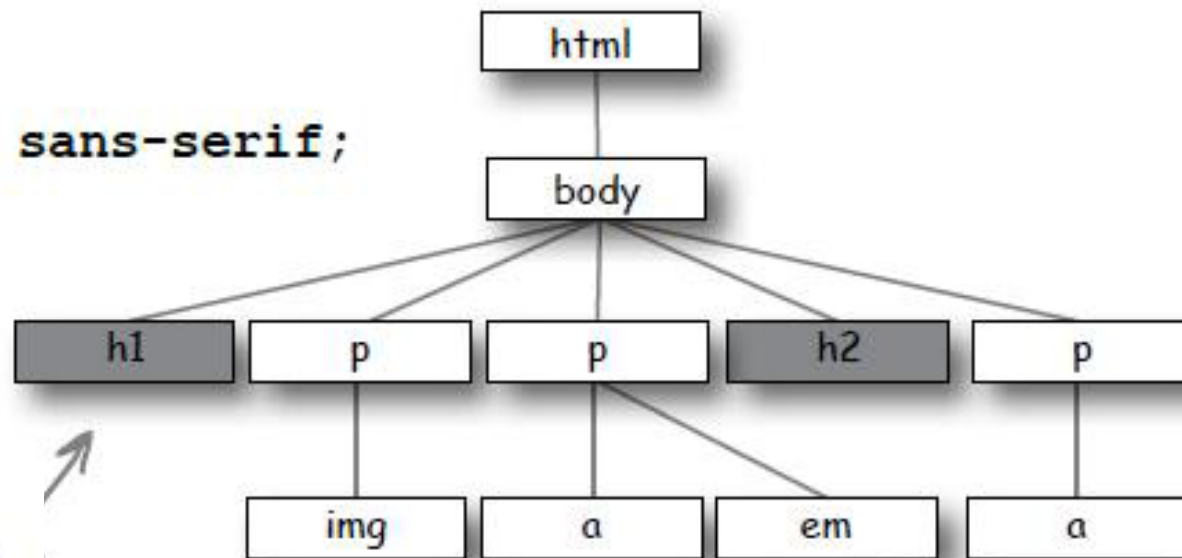 html
sans-serif;
body
h1 p p h2 p
img a em a